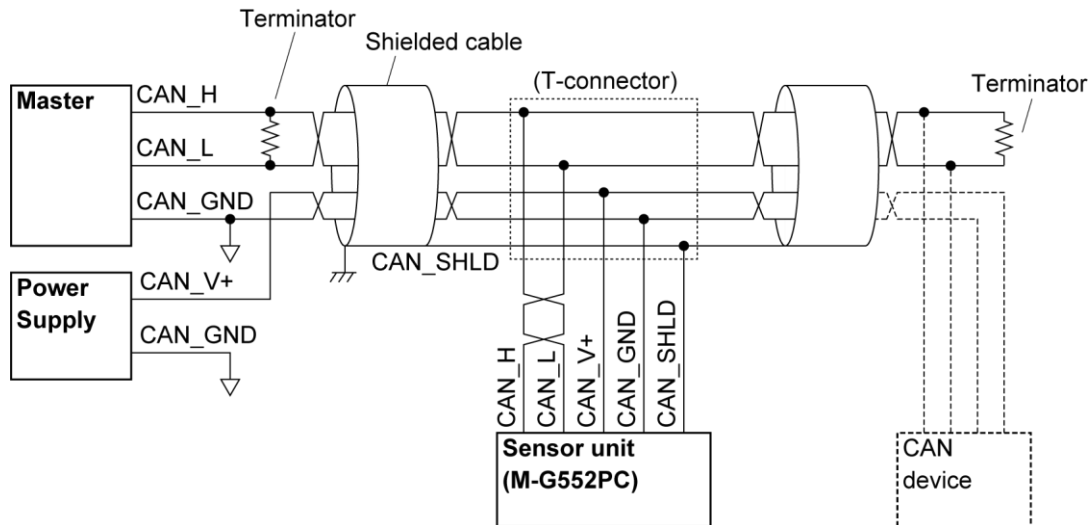 Terminator
Shielded cable
(T-connector)
Terminator
Master
CAN_H
CAN_L
CAN_GND
CAN_SHLD
Power
Supply
CAN_V+
CAN_GND
CAN_H
CAN_L
CAN_V+
CAN_GND
CAN_SHLD
Sensor unit
(M-G552PC)
CAN
device